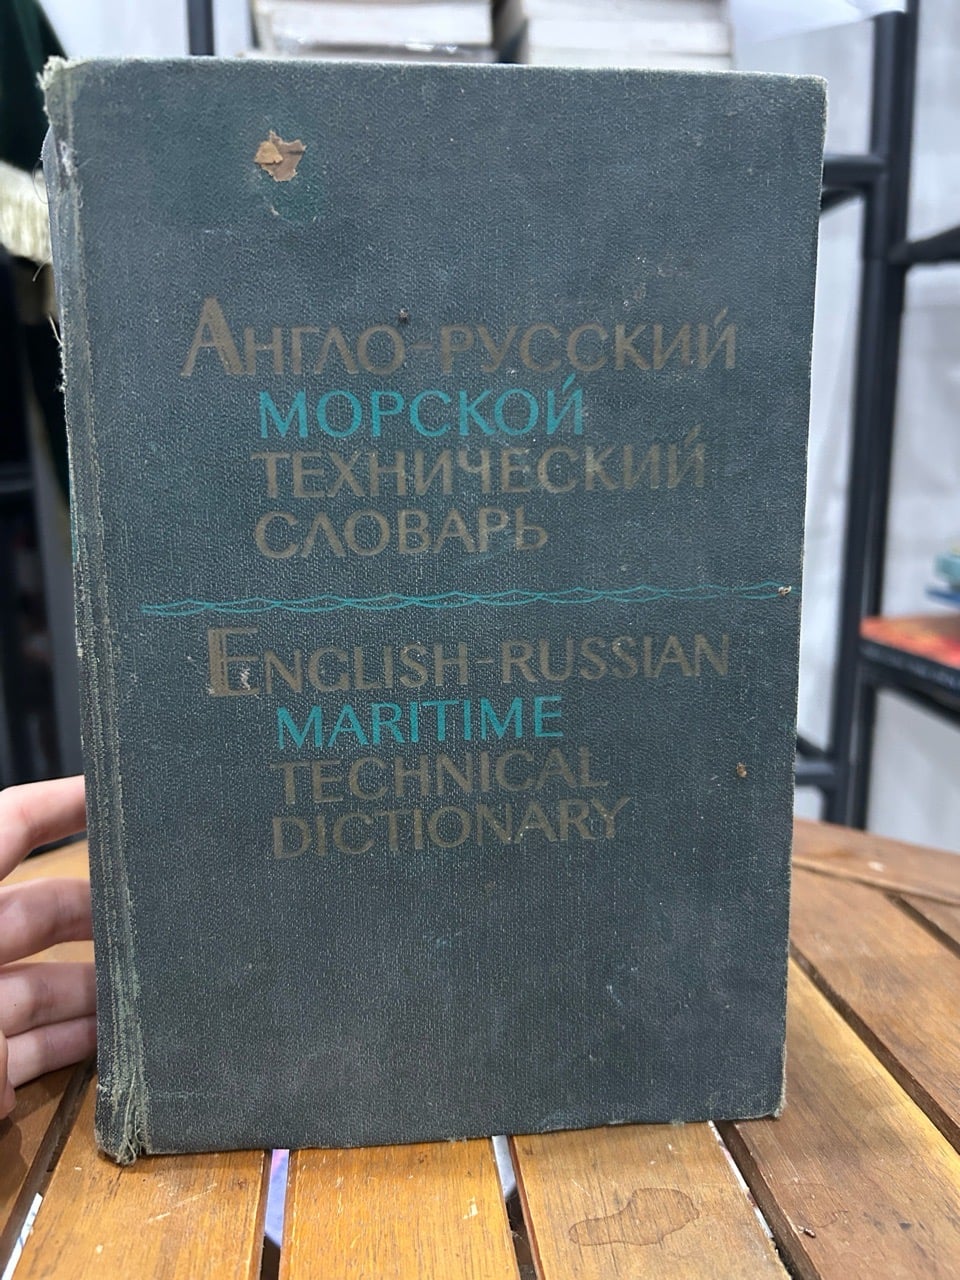 Англо-русский
МОРСКОЙ
ТЕХНИЧЕСКИЙ
СЛОВАРЬ
ENGLISH-RUSSIAN
MARITIME
TECHNICAL
DICTIONARY